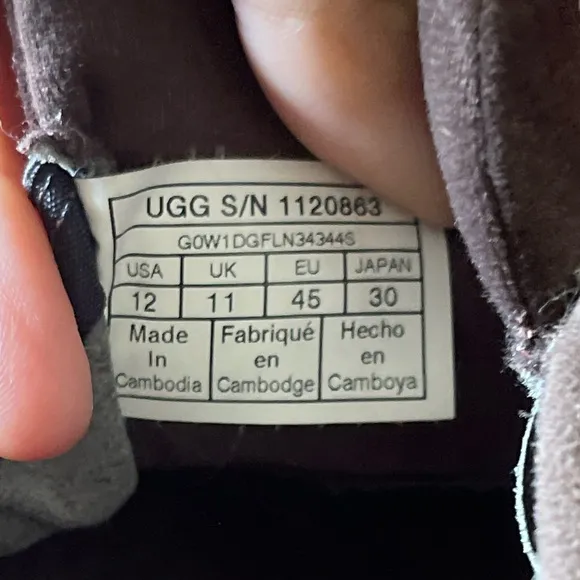 UGG S/N 1120863
G0W1DGFLN34344S
USA UK EU JAPAN
12 11 45 30
Made Fabriqué Hecho
In en en
Cambodia Cambodge Camboya